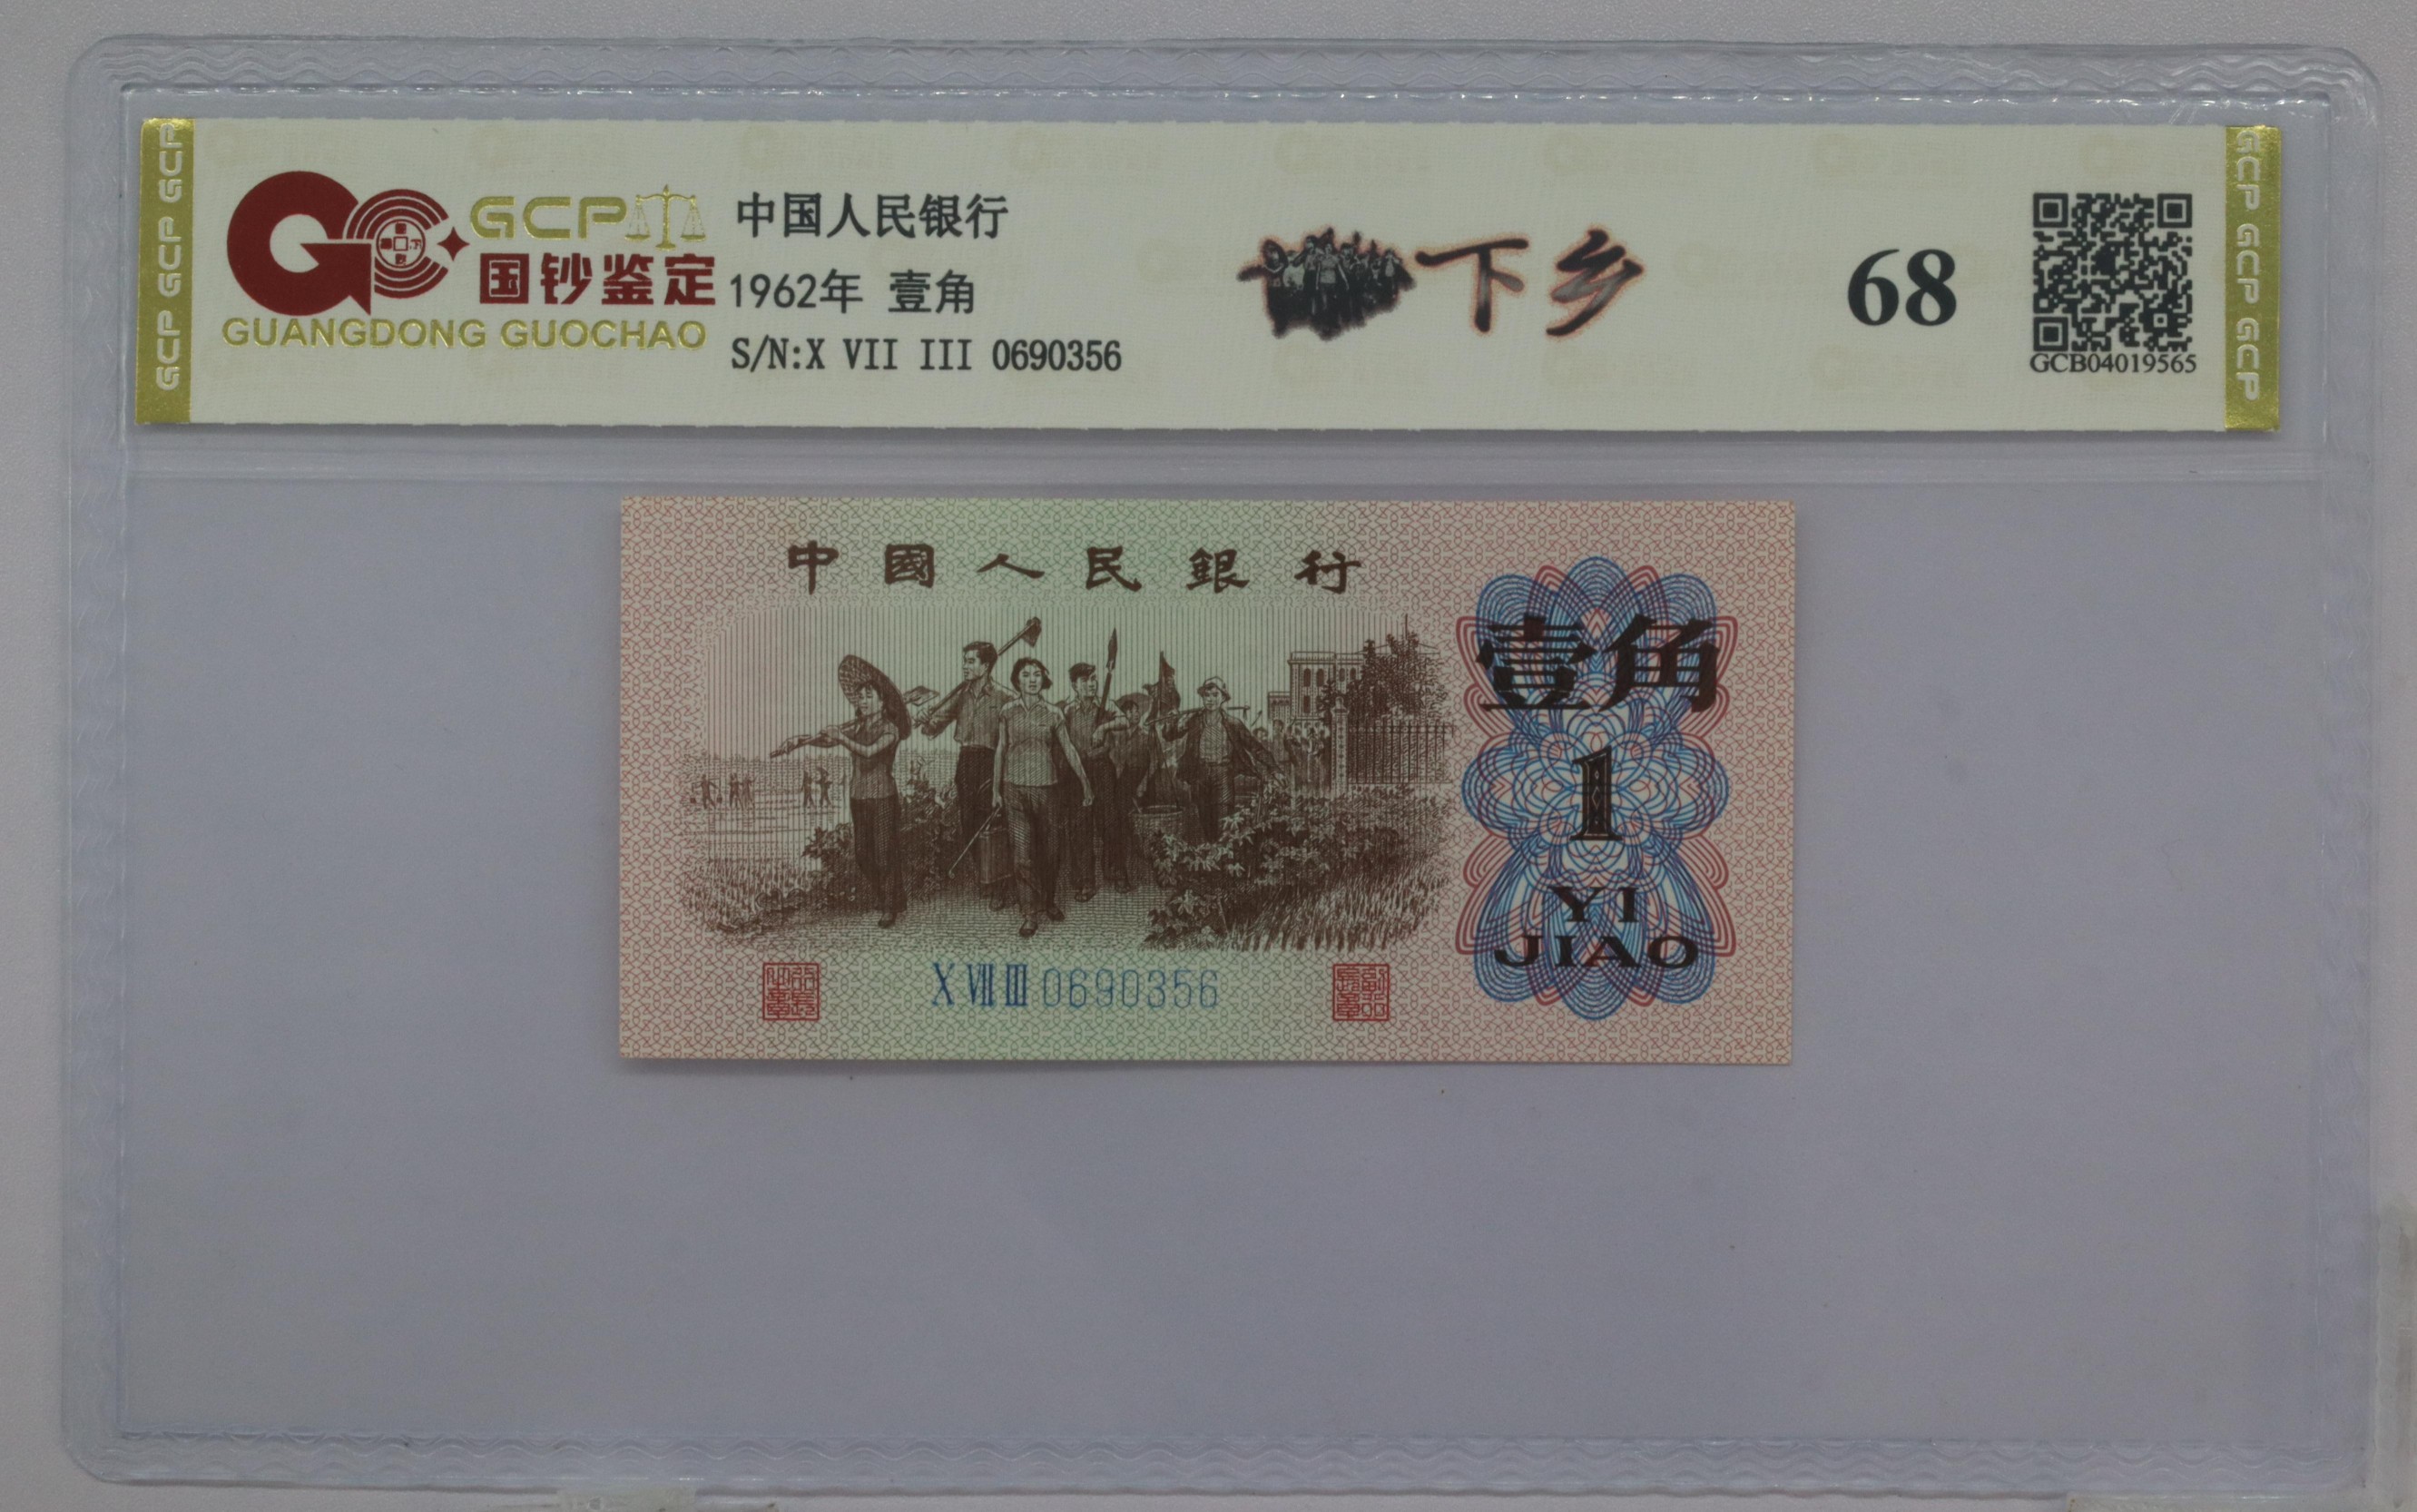 GCP GCP GCP
GCP
国钞鉴定
GUANGDONG GUOCHAO
中国人民银行
1962年 壹角
S/N:X VII III 0690356
下乡
68
GCB04019565
GCP GCP GCP
中國人民銀行
壹角
1
YI
JIAO
X VII III 0690356